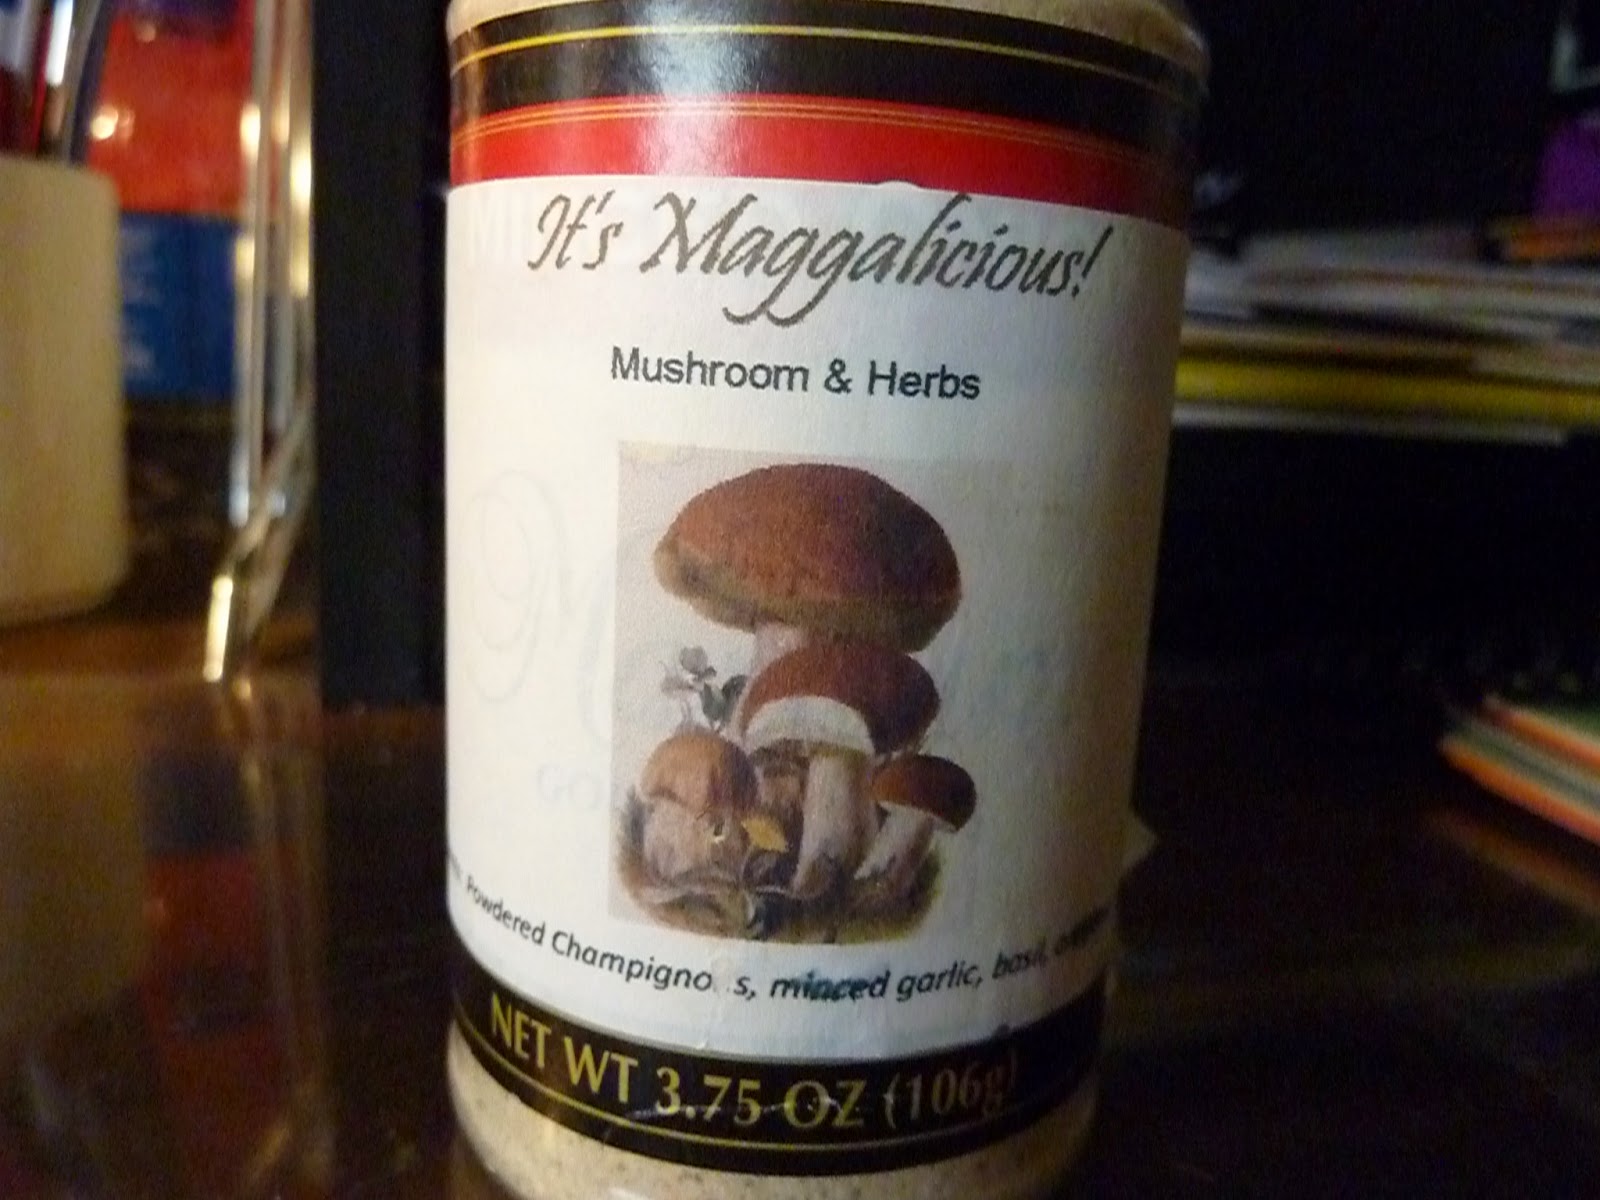 It's Maggalicious!
Mushroom & Herbs
Powdered Champigno s, minced garlic, basil,
NET WT 3.75 OZ (106g)